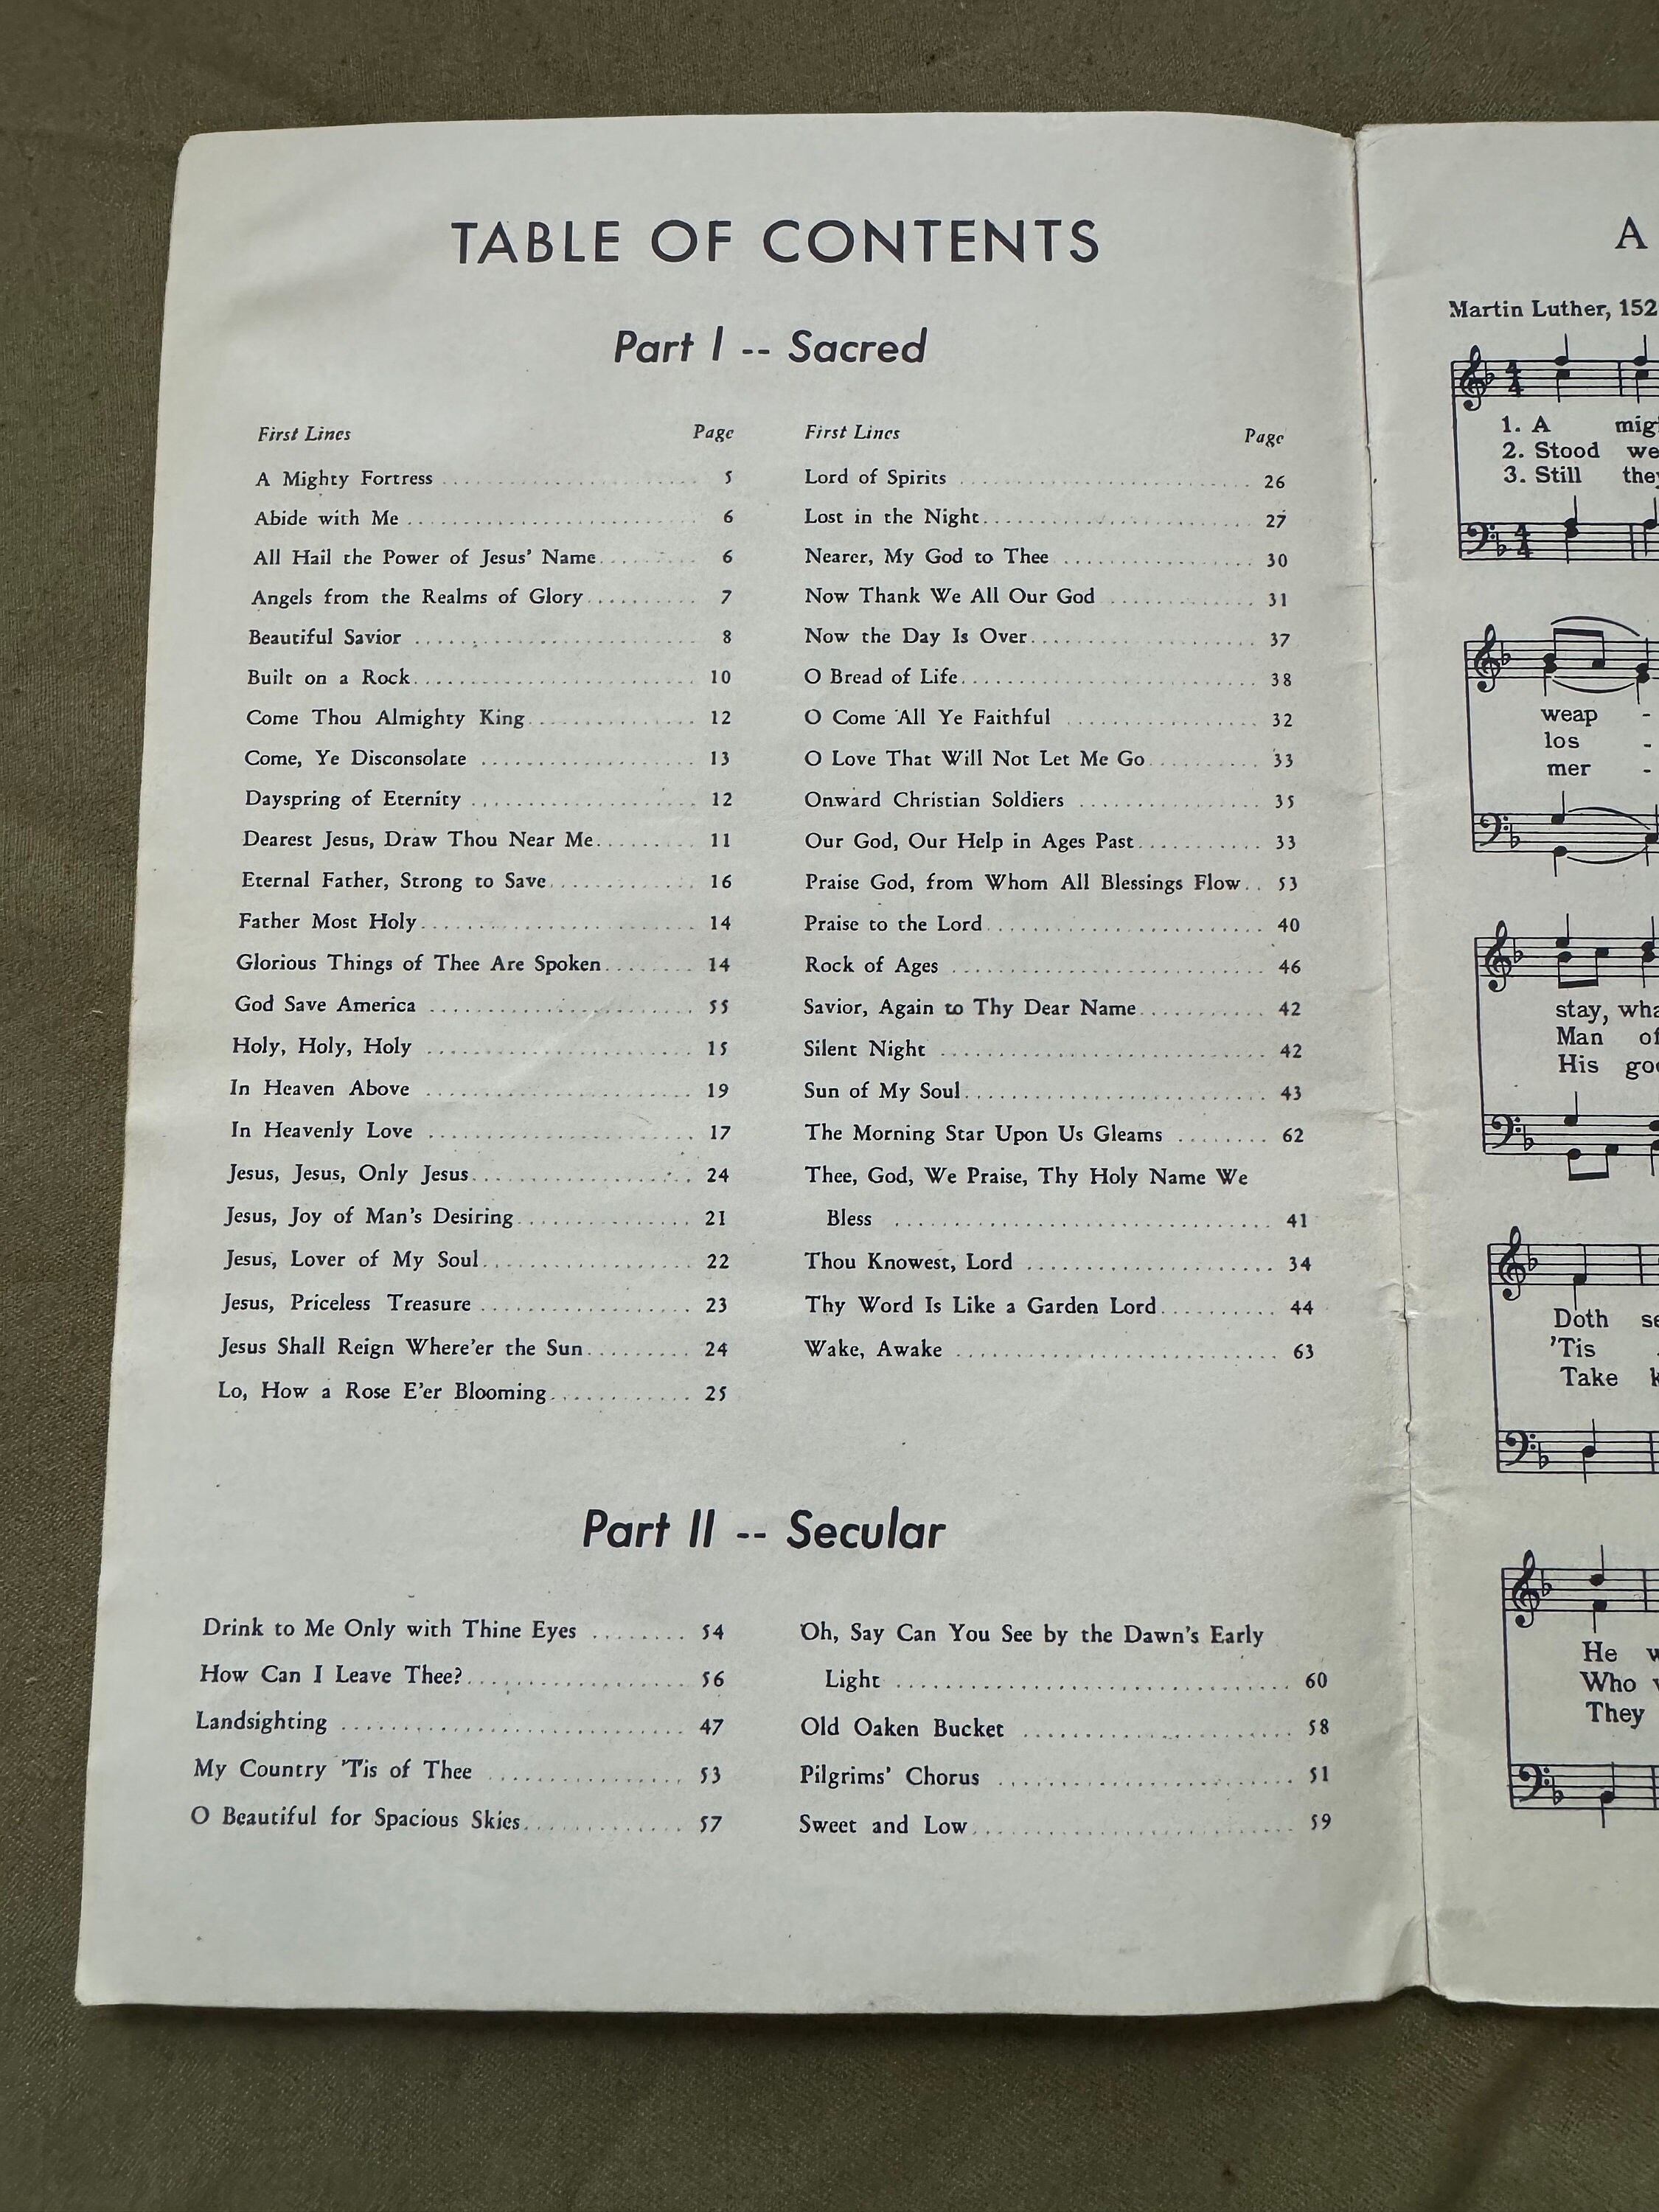 TABLE OF CONTENTS
Part I -- Sacred
First Lines Page
A Mighty Fortress 5
Abide with Me 6
All Hail the Power of Jesus' Name 6
Angels from the Realms of Glory 7
Beautiful Savior 8
Built on a Rock 10
Come Thou Almighty King 12
Come, Ye Disconsolate 13
Dayspring of Eternity 12
Dearest Jesus, Draw Thou Near Me 11
Eternal Father, Strong to Save 16
Father Most Holy 14
Glorious Things of Thee Are Spoken 14
God Save America 55
Holy, Holy, Holy 15
In Heaven Above 19
In Heavenly Love 17
Jesus, Jesus, Only Jesus 24
Jesus, Joy of Man's Desiring 21
Jesus, Lover of My Soul 22
Jesus, Priceless Treasure 23
Jesus Shall Reign Where'er the Sun 24
Lo, How a Rose E'er Blooming 25
First Lines Page
Lord of Spirits 26
Lost in the Night 27
Nearer, My God to Thee 30
Now Thank We All Our God 31
Now the Day Is Over 37
O Bread of Life 38
O Come All Ye Faithful 32
O Love That Will Not Let Me Go 33
Onward Christian Soldiers 35
Our God, Our Help in Ages Past 33
Praise God, from Whom All Blessings Flow 53
Praise to the Lord 40
Rock of Ages 46
Savior, Again to Thy Dear Name 42
Silent Night 42
Sun of My Soul 43
The Morning Star Upon Us Gleams 62
Thee, God, We Praise, Thy Holy Name We
Bless 41
Thou Knowest, Lord 34
Thy Word Is Like a Garden Lord 44
Wake, Awake 63
Part II -- Secular
Drink to Me Only with Thine Eyes 54
How Can I Leave Thee? 56
Landsighting 47
My Country 'Tis of Thee 53
O Beautiful for Spacious Skies 57
Oh, Say Can You See by the Dawn's Early
Light 60
Old Oaken Bucket 58
Pilgrims' Chorus 51
Sweet and Low 59
A
Martin Luther, 152
1. A
2. Stood we
3. Still
weap -
los -
mer -
stay,
Man of
His
Doth
'Tis
Take
He
Who
They